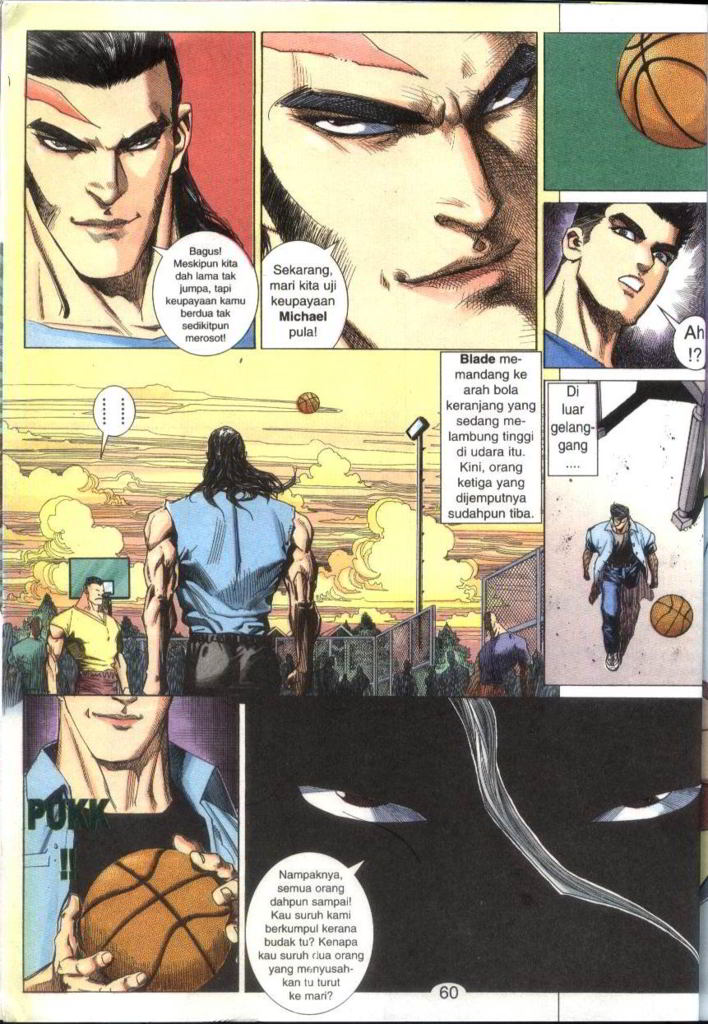 Bagus!
Meskipun kita
dah lama tak
jumpa, tapi
keupayaan kamu
berdua tak
sedikitpun
merosot!
Sekarang,
mari kita uji
keupayaan
Michael
pula!
Ah
!?
Blade me-
mandang ke
arah bola
keranjang yang
sedang me-
lambung tinggi
di udara itu.
Kini, orang
ketiga yang
dijemputnya
sudahpun tiba.
Di
luar
gelang-
gang
....
POKK
!!
Nampaknya,
semua orang
dahpun sampai!
Kau suruh kami
berkumpul kerana
budak tu? Kenapa
kau suruh dua orang
yang menyusah-
kan tu turut
ke mari?
60